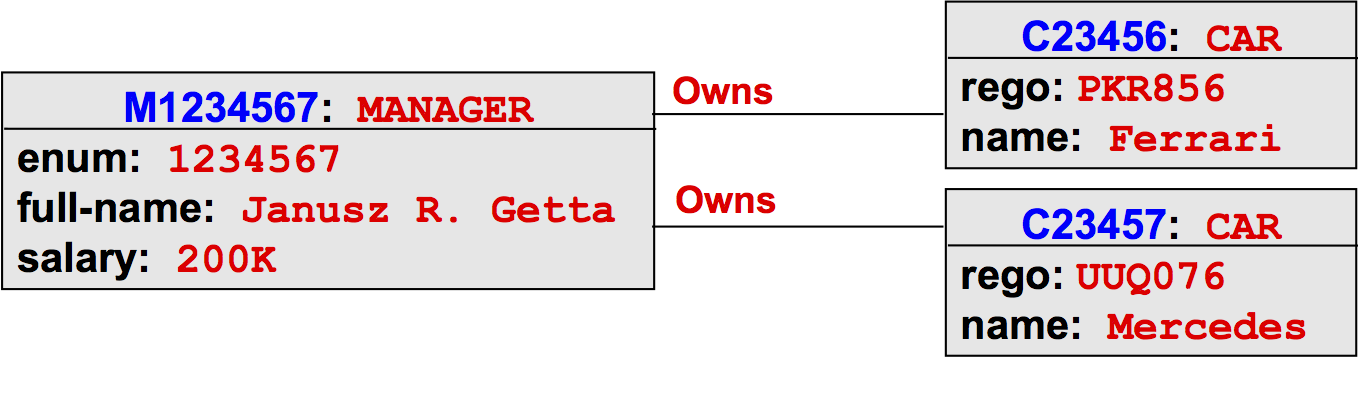 M1234567: MANAGER
enum: 1234567
full-name: Janusz R. Getta
salary: 200K
Owns
Owns
C23456: CAR
rego: PKR856
name: Ferrari
C23457: CAR
rego: UUQ076
name: Mercedes